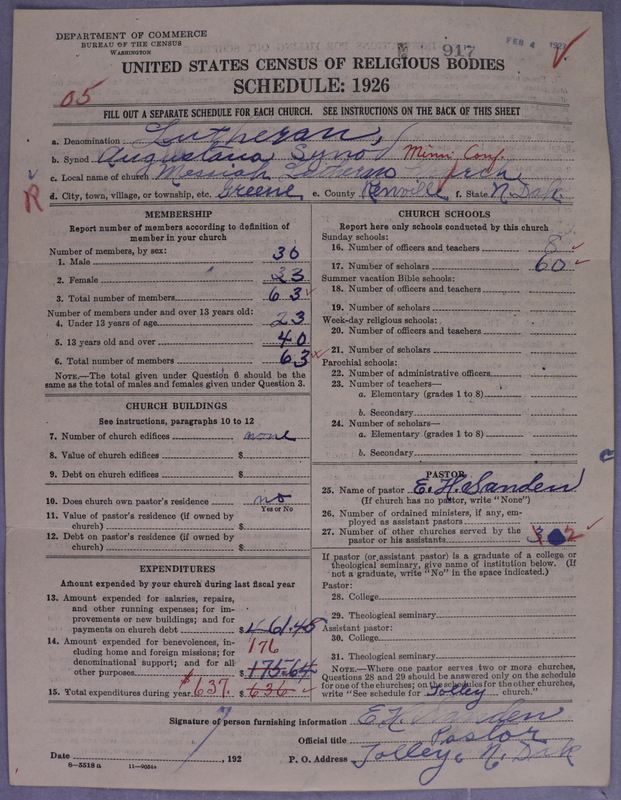 DEPARTMENT OF COMMERCE
BUREAU OF THE CENSUS
WASHINGTON
917
FEB 4 1927
UNITED STATES CENSUS OF RELIGIOUS BODIES
SCHEDULE: 1926
05
FILL OUT A SEPARATE SCHEDULE FOR EACH CHURCH. SEE INSTRUCTIONS ON THE BACK OF THIS SHEET
a. Denomination Lutheran,
b. Synod Augustana Synod Minn Conf.
c. Local name of church Messiah Lutheran
R
d. City, town, village, or township, etc. Greene e. County Renville f. State N. Dak.
MEMBERSHIP
Report number of members according to definition of member in your church
Number of members, by sex:
1. Male 30
2. Female 33
3. Total number of members 63
Number of members under and over 13 years old:
4. Under 13 years of age 23
5. 13 years old and over 40
6. Total number of members 63
NOTE.—The total given under Question 6 should be the same as the total of males and females given under Question 3.
CHURCH BUILDINGS
See instructions, paragraphs 10 to 12
7. Number of church edifices none
8. Value of church edifices $
9. Debt on church edifices $
10. Does church own pastor's residence no
Yes or No
11. Value of pastor's residence (if owned by church) $
12. Debt on pastor's residence (if owned by church) $
EXPENDITURES
Amount expended by your church during last fiscal year
13. Amount expended for salaries, repairs, and other running expenses; for improvements or new buildings; and for payments on church debt $ 461.45
14. Amount expended for benevolences, including home and foreign missions; for denominational support; and for all other purposes $ 175.64
176
15. Total expenditures during year $637. $ 636
CHURCH SCHOOLS
Report here only schools conducted by this church
Sunday schools:
16. Number of officers and teachers 8
17. Number of scholars 60
Summer vacation Bible schools:
18. Number of officers and teachers
19. Number of scholars
Week-day religious schools:
20. Number of officers and teachers
21. Number of scholars
Parochial schools:
22. Number of administrative officers
23. Number of teachers—
a. Elementary (grades 1 to 8)
b. Secondary
24. Number of scholars—
a. Elementary (grades 1 to 8)
b. Secondary
PASTOR
25. Name of pastor E. H. Sanden
(If church has no pastor, write "None")
26. Number of ordained ministers, if any, employed as assistant pastors
27. Number of other churches served by the pastor or his assistants 2
If pastor (or assistant pastor) is a graduate of a college or theological seminary, give name of institution below. (If not a graduate, write "No" in the space indicated.)
Pastor:
28. College
29. Theological seminary
Assistant pastor:
30. College
31. Theological seminary
NOTE.—Where one pastor serves two or more churches, Questions 28 and 29 should be answered only on the schedule for one of the churches; on the schedules for the other churches, write "See schedule for Tolley church."
Signature of person furnishing information E. H. Sanden
Official title Pastor
Date , 192 P. O. Address Tolley, N. Dak
8-5518 a 11-9054a